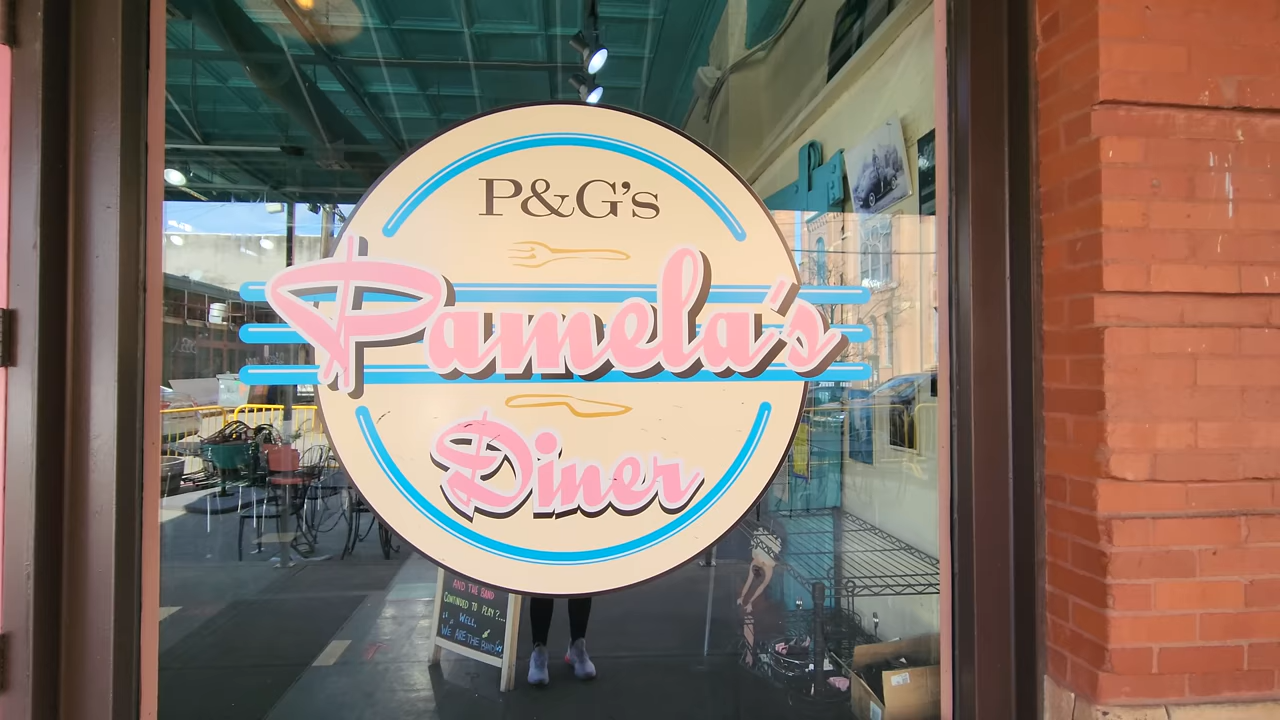 P&G's
Pamela's
Diner
AND THE BAND
CONTINUED TO PLAY?...
WELL,
WE ARE THE BAND